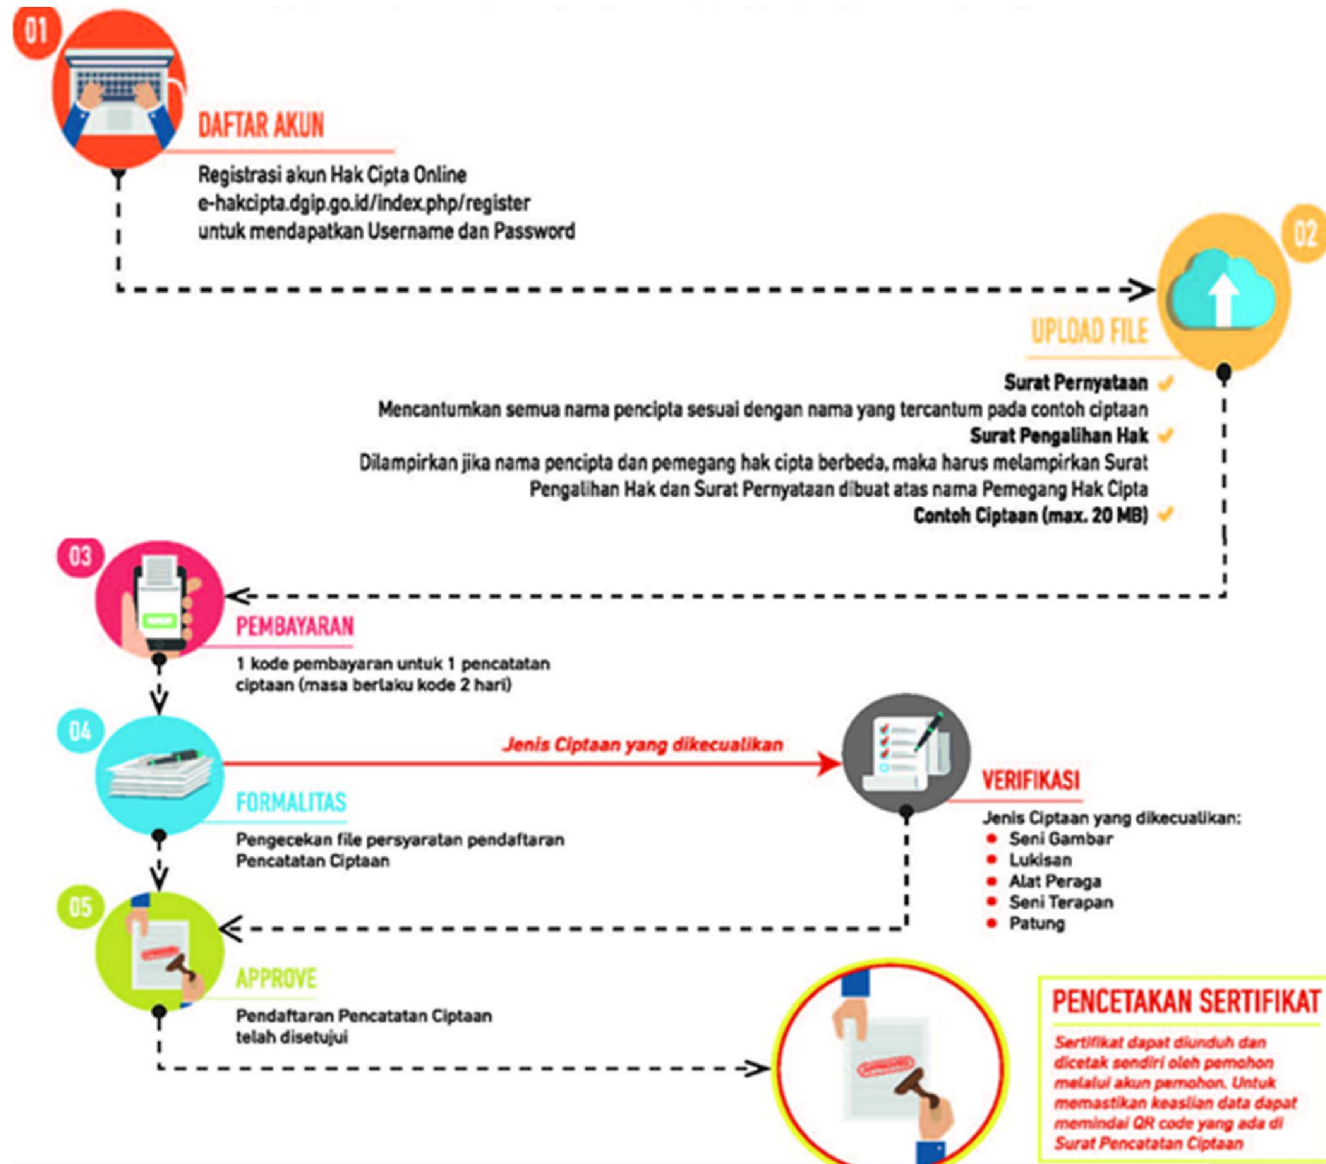 01
DAFTAR AKUN
Registrasi akun Hak Cipta Online
e-hakcipta.dgip.go.id/index.php/register
untuk mendapatkan Username dan Password
02
UPLOAD FILE
Surat Pernyataan
Mencantumkan semua nama pencipta sesuai dengan nama yang tercantum pada contoh ciptaan
Surat Pengalihan Hak
Dilampirkan jika nama pencipta dan pemegang hak cipta berbeda, maka harus melampirkan Surat
Pengalihan Hak dan Surat Pernyataan dibuat atas nama Pemegang Hak Cipta
Contoh Ciptaan (max. 20 MB)
03
PEMBAYARAN
1 kode pembayaran untuk 1 pencatatan
ciptaan (masa berlaku kode 2 hari)
04
Jenis Ciptaan yang dikecualikan
FORMALITAS
Pengecekan file persyaratan pendaftaran
Pencatatan Ciptaan
VERIFIKASI
Jenis Ciptaan yang dikecualikan:
Seni Gambar
Lukisan
Alat Peraga
Seni Terapan
Patung
05
APPROVE
Pendaftaran Pencatatan Ciptaan
telah disetujui
APPROVED
PENCETAKAN SERTIFIKAT
Sertifikat dapat diunduh dan
dicetak sendiri oleh pemohon
melalui akun pemohon. Untuk
memastikan keaslian data dapat
memindai QR code yang ada di
Surat Pencatatan Ciptaan